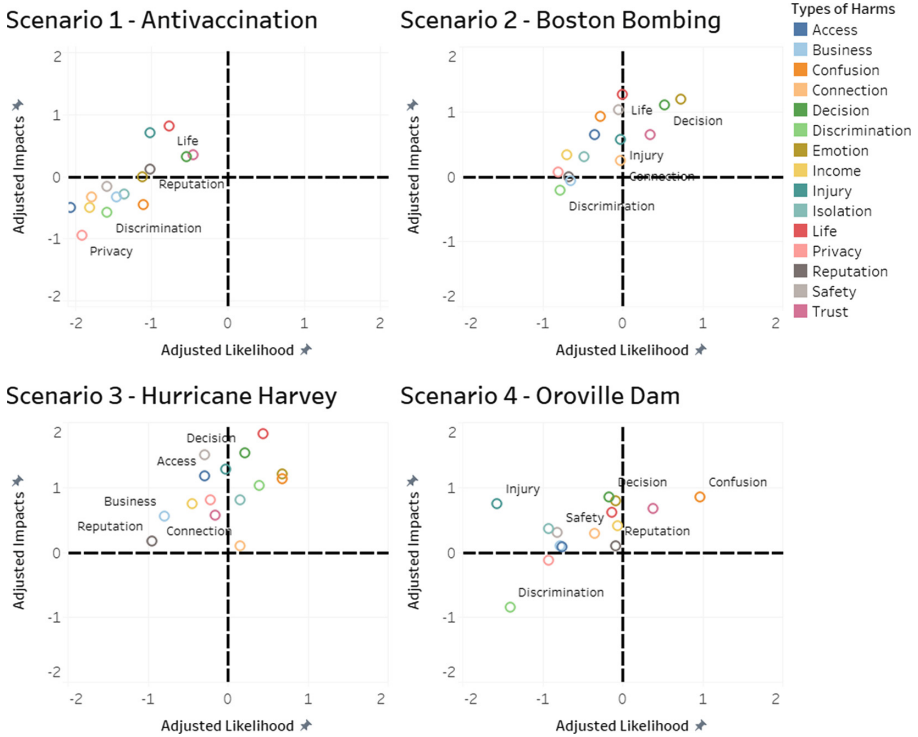 Scenario 1 - Antivaccination
Scenario 2 - Boston Bombing
Types of Harms
Access
Business
Confusion
Connection
Decision
Discrimination
Emotion
Income
Injury
Isolation
Life
Privacy
Reputation
Safety
Trust
Adjusted Impacts
2
1
0
-1
-2
Life
Reputation
Discrimination
Privacy
-2
-1
0
1
2
Adjusted Likelihood
Adjusted Impacts
2
1
0
-1
-2
Life
Decision
Injury
Connection
Discrimination
-2
-1
0
1
2
Adjusted Likelihood
Scenario 3 - Hurricane Harvey
Scenario 4 - Oroville Dam
Adjusted Impacts
2
1
0
-1
-2
Decision
Access
Business
Reputation
Connection
-2
-1
0
1
2
Adjusted Likelihood
Adjusted Impacts
2
1
0
-1
-2
Injury
Decision
Confusion
Safety
Reputation
Discrimination
-2
-1
0
1
2
Adjusted Likelihood